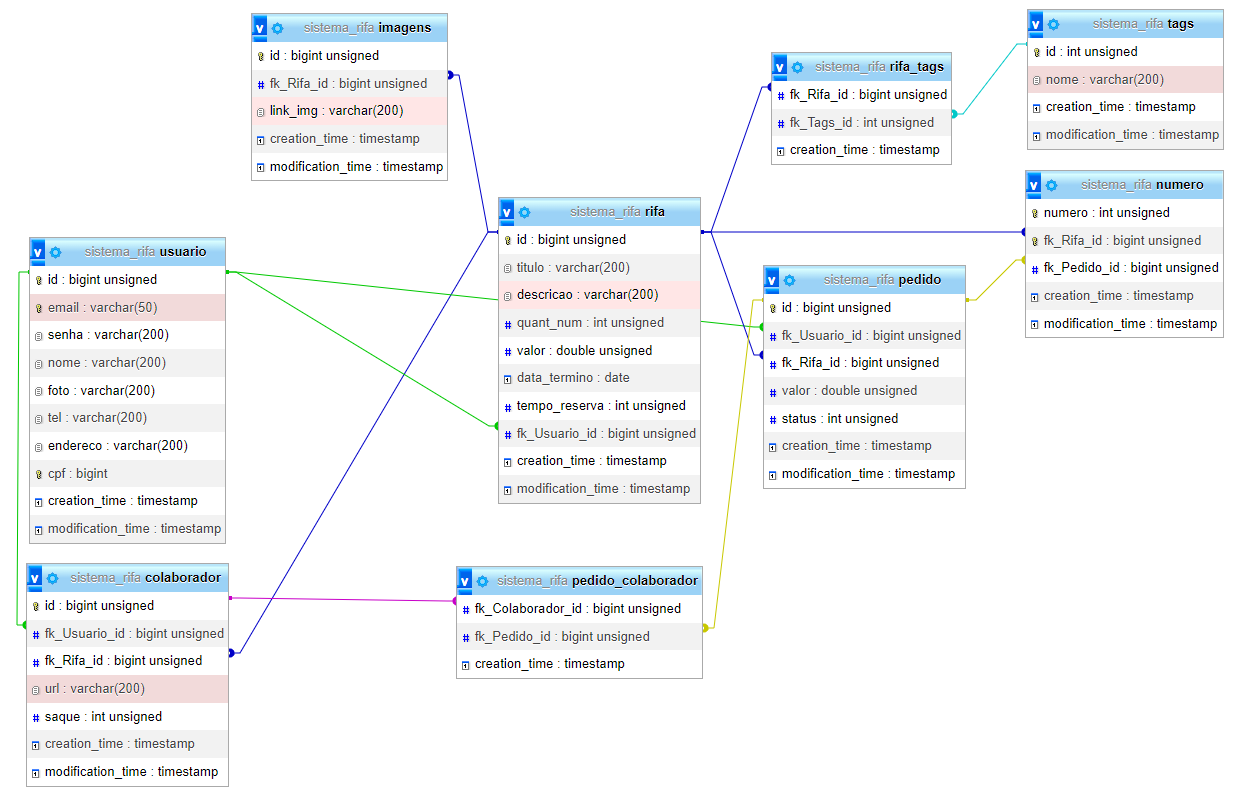 sistema_rifa imagens
id : bigint unsigned
fk_Rifa_id : bigint unsigned
link_img : varchar(200)
creation_time : timestamp
modification_time : timestamp
sistema_rifa tags
id : int unsigned
nome : varchar(200)
creation_time : timestamp
modification_time : timestamp
sistema_rifa rifa_tags
fk_Rifa_id : bigint unsigned
fk_Tags_id : int unsigned
creation_time : timestamp
sistema_rifa numero
numero : int unsigned
fk_Rifa_id : bigint unsigned
fk_Pedido_id : bigint unsigned
creation_time : timestamp
modification_time : timestamp
sistema_rifa rifa
id : bigint unsigned
titulo : varchar(200)
descricao : varchar(200)
quant_num : int unsigned
valor : double unsigned
data_termino : date
tempo_reserva : int unsigned
fk_Usuario_id : bigint unsigned
creation_time : timestamp
modification_time : timestamp
sistema_rifa usuario
id : bigint unsigned
email : varchar(50)
senha : varchar(200)
nome : varchar(200)
foto : varchar(200)
tel : varchar(200)
endereco : varchar(200)
cpf : bigint
creation_time : timestamp
modification_time : timestamp
sistema_rifa pedido
id : bigint unsigned
fk_Usuario_id : bigint unsigned
fk_Rifa_id : bigint unsigned
valor : double unsigned
status : int unsigned
creation_time : timestamp
modification_time : timestamp
sistema_rifa colaborador
id : bigint unsigned
fk_Usuario_id : bigint unsigned
fk_Rifa_id : bigint unsigned
url : varchar(200)
saque : int unsigned
creation_time : timestamp
modification_time : timestamp
sistema_rifa pedido_colaborador
fk_Colaborador_id : bigint unsigned
fk_Pedido_id : bigint unsigned
creation_time : timestamp